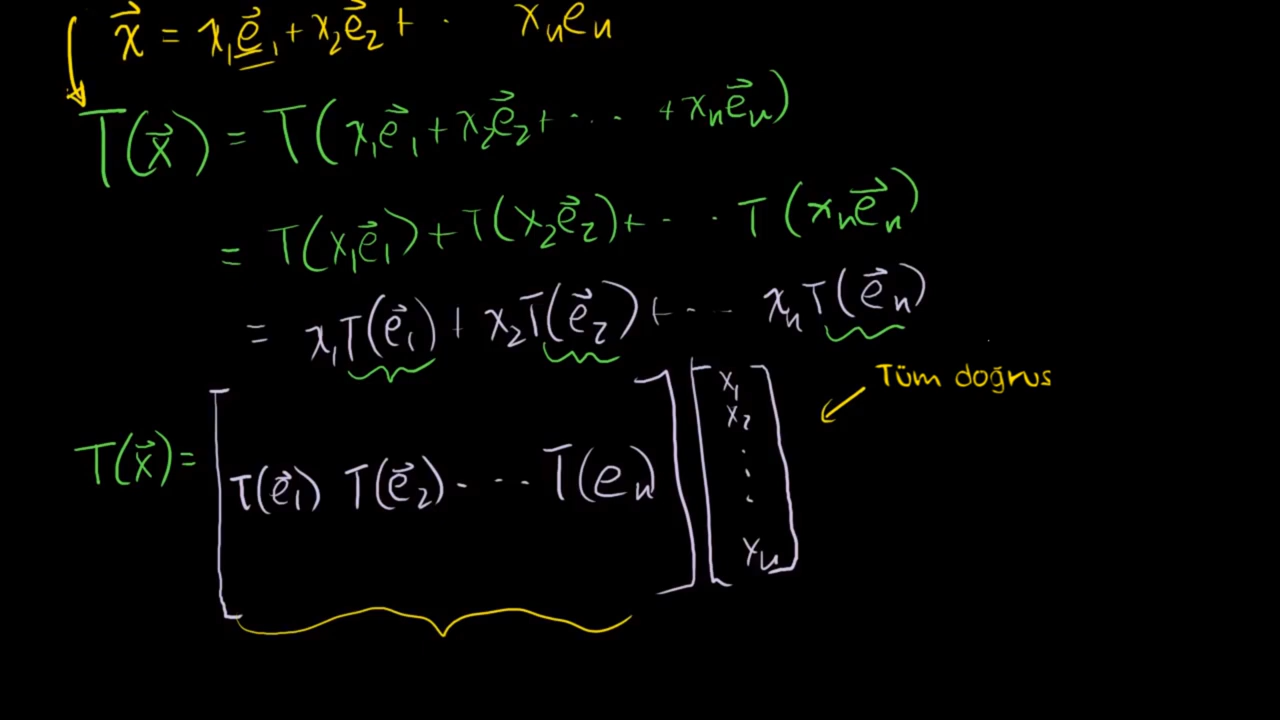 x⃗ = x₁e⃗₁ + x₂e⃗₂ + · · xₙeₙ
T(x⃗) = T(x₁e⃗₁ + x₂e⃗₂ + ··· + xₙe⃗ₙ)
= T(x₁e⃗₁) + T(x₂e⃗₂) + ··· T(xₙe⃗ₙ)
= x₁T(e⃗₁) + x₂T(e⃗₂) + ··· xₙT(e⃗ₙ)
Tüm doğrus
T(x⃗) = [T(e⃗₁) T(e⃗₂) ···· T(eₙ)] [x₁ x₂ ⋮ xₙ]